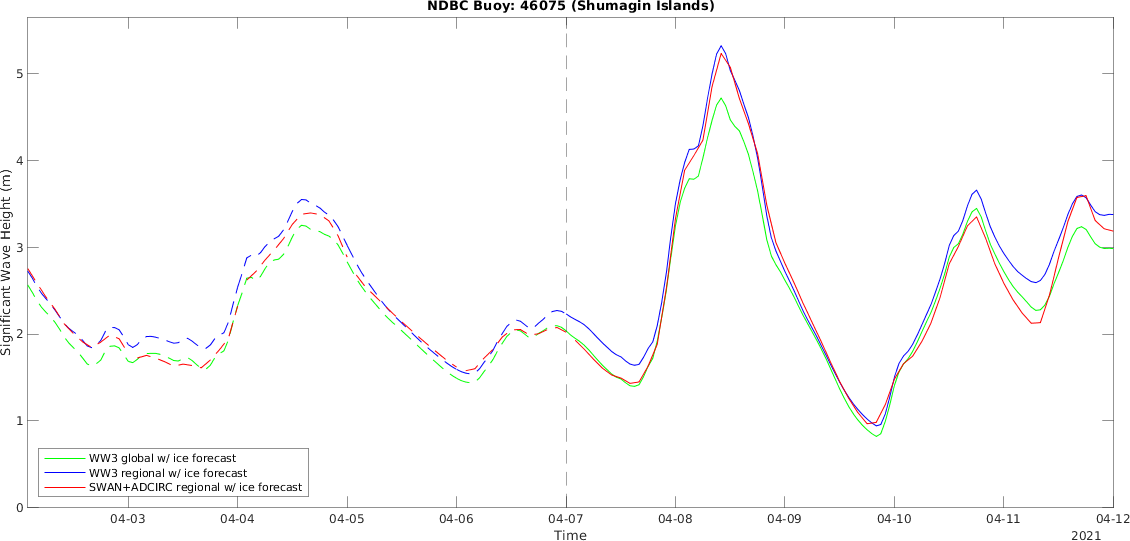 NDBC Buoy: 46075 (Shumagin Islands)
Significant Wave Height (m)
5
4
3
2
1
0
WW3 global w/ ice forecast
WW3 regional w/ ice forecast
SWAN+ADCIRC regional w/ ice forecast
04-03 04-04 04-05 04-06 04-07 04-08 04-09 04-10 04-11 04-12
Time
2021